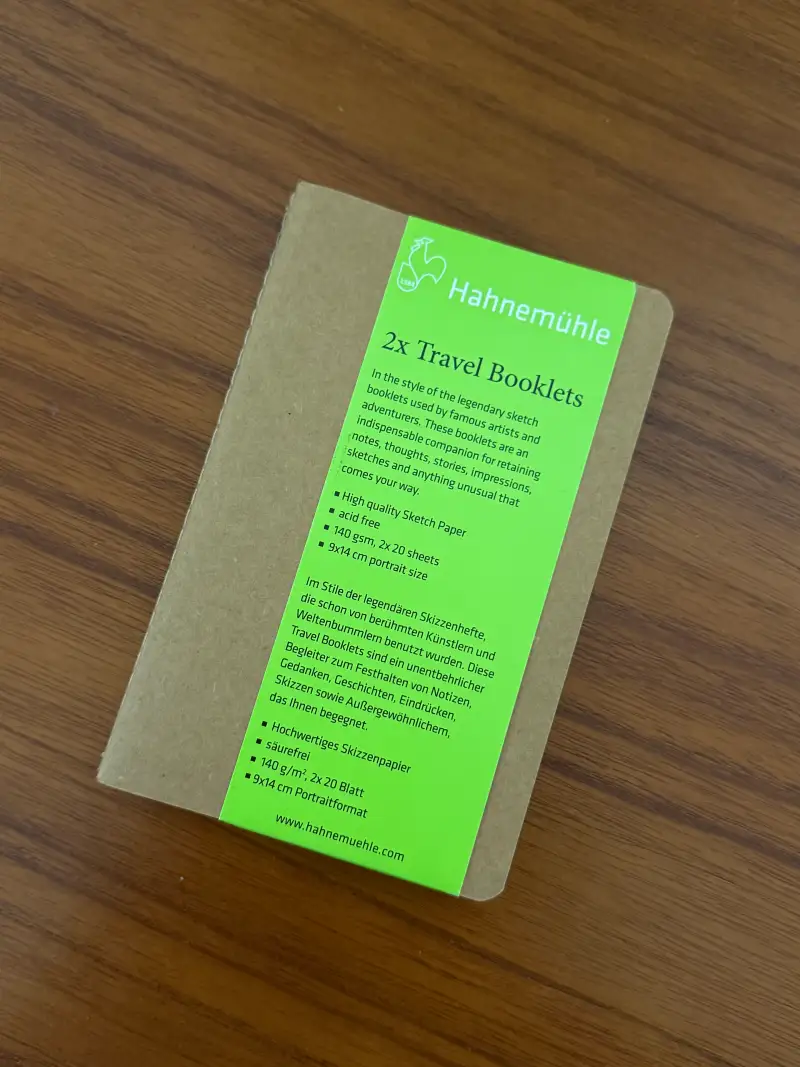 1584
Hahnemühle
2x Travel Booklets
In the style of the legendary sketch
booklets used by famous artists and
adventurers. These booklets are an
indispensable companion for retaining
notes, thoughts, stories, impressions,
sketches and anything unusual that
comes your way.
▪ High quality Sketch Paper
▪ acid free
▪ 140 gsm, 2x 20 sheets
▪ 9x14 cm portrait size
Im Stile der legendären Skizzenhefte,
die schon von berühmten Künstlern und
Weltenbummlern benutzt wurden. Diese
Travel Booklets sind ein unentbehrlicher
Begleiter zum Festhalten von Notizen,
Gedanken, Geschichten, Eindrücken,
Skizzen sowie Außergewöhnlichem,
das Ihnen begegnet.
▪ Hochwertiges Skizzenpapier
▪ säurefrei
▪ 140 g/m², 2x 20 Blatt
▪ 9x14 cm Portraitformat
www.hahnemuehle.com